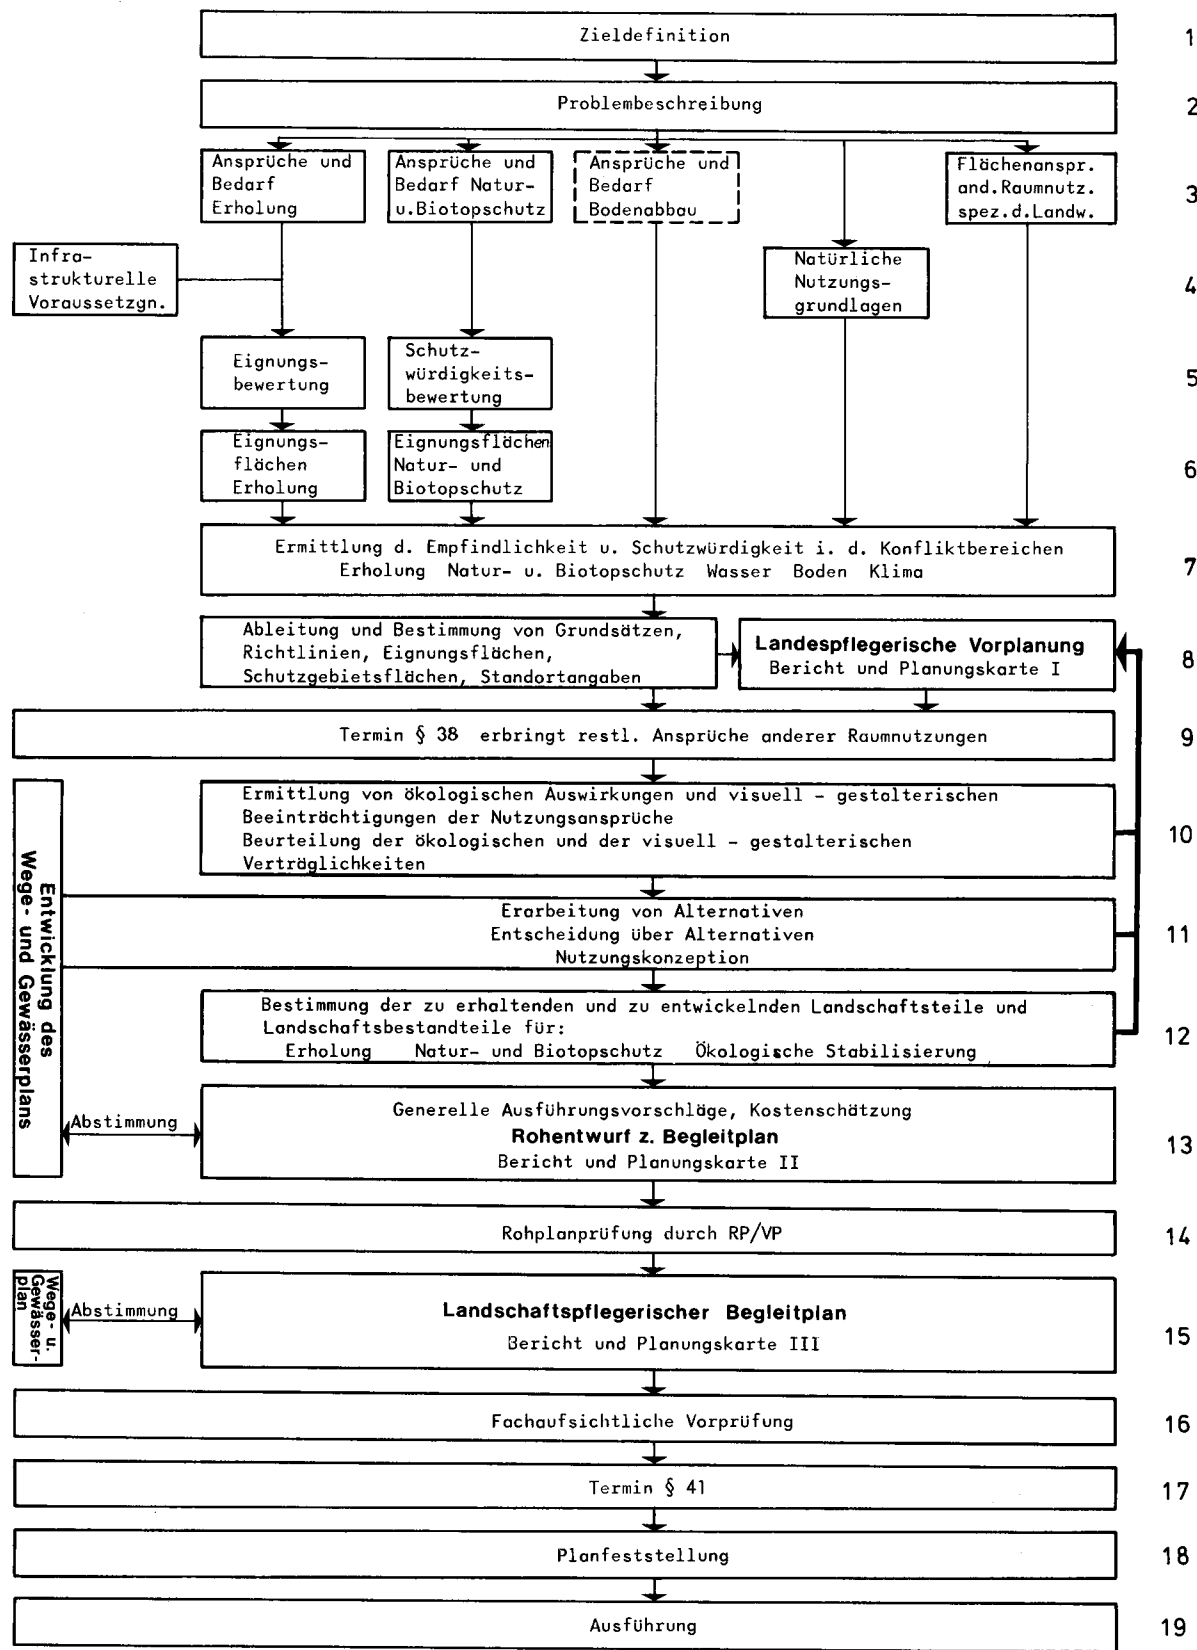 Zieldefinition
1
Problembeschreibung
2
Ansprüche und
Bedarf
Erholung
Ansprüche und
Bedarf Natur-
u.Biotopschutz
Ansprüche und
Bedarf
Bodenabbau
Flächenanspr.
and.Raumnutz.
spez.d.Landw.
3
Infra-
strukturelle
Voraussetzgn.
Natürliche
Nutzungs-
grundlagen
4
Eignungs-
bewertung
Schutz-
würdigkeits-
bewertung
5
Eignungs-
flächen
Erholung
Eignungsflächen
Natur- und
Biotopschutz
6
Ermittlung d. Empfindlichkeit u. Schutzwürdigkeit i. d. Konfliktbereichen
Erholung Natur- u. Biotopschutz Wasser Boden Klima
7
Ableitung und Bestimmung von Grundsätzen,
Richtlinien, Eignungsflächen,
Schutzgebietsflächen, Standortangaben
Landespflegerische Vorplanung
Bericht und Planungskarte I
8
Termin § 38 erbringt restl. Ansprüche anderer Raumnutzungen
9
Entwicklung des
Wege- und Gewässerplans
Ermittlung von ökologischen Auswirkungen und visuell - gestalterischen
Beeinträchtigungen der Nutzungsansprüche
Beurteilung der ökologischen und der visuell - gestalterischen
Verträglichkeiten
10
Erarbeitung von Alternativen
Entscheidung über Alternativen
Nutzungskonzeption
11
Bestimmung der zu erhaltenden und zu entwickelnden Landschaftsteile und
Landschaftsbestandteile für:
Erholung Natur- und Biotopschutz Ökologische Stabilisierung
12
Abstimmung
Generelle Ausführungsvorschläge, Kostenschätzung
Rohentwurf z. Begleitplan
Bericht und Planungskarte II
13
Rohplanprüfung durch RP/VP
14
Wege- u.
Gewässer-
plan
Abstimmung
Landschaftspflegerischer Begleitplan
Bericht und Planungskarte III
15
Fachaufsichtliche Vorprüfung
16
Termin § 41
17
Planfeststellung
18
Ausführung
19